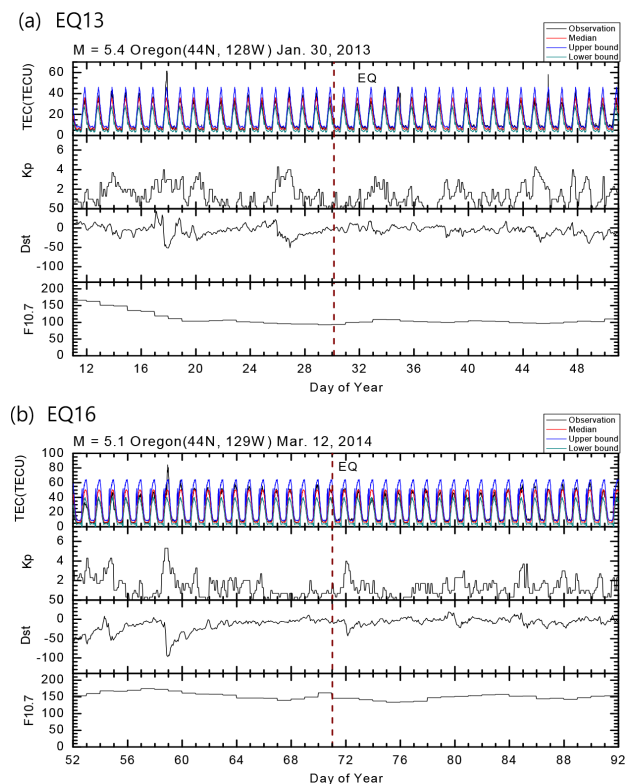 (a) EQ13
Observation
Median
Upper bound
Lower bound
M = 5.4 Oregon(44N, 128W) Jan. 30, 2013
EQ
TEC(TECU)
60
40
20
0
Kp
6
4
2
50
Dst
0
-50
-100
F10.7
200
150
100
50
0
12 16 20 24 28 32 36 40 44 48
Day of Year
(b) EQ16
Observation
Median
Upper bound
Lower bound
M = 5.1 Oregon(44N, 129W) Mar. 12, 2014
EQ
TEC(TECU)
100
80
60
40
20
0
Kp
6
4
2
50
Dst
0
-50
-100
F10.7
200
150
100
50
0
52 56 60 64 68 72 76 80 84 88 92
Day of Year